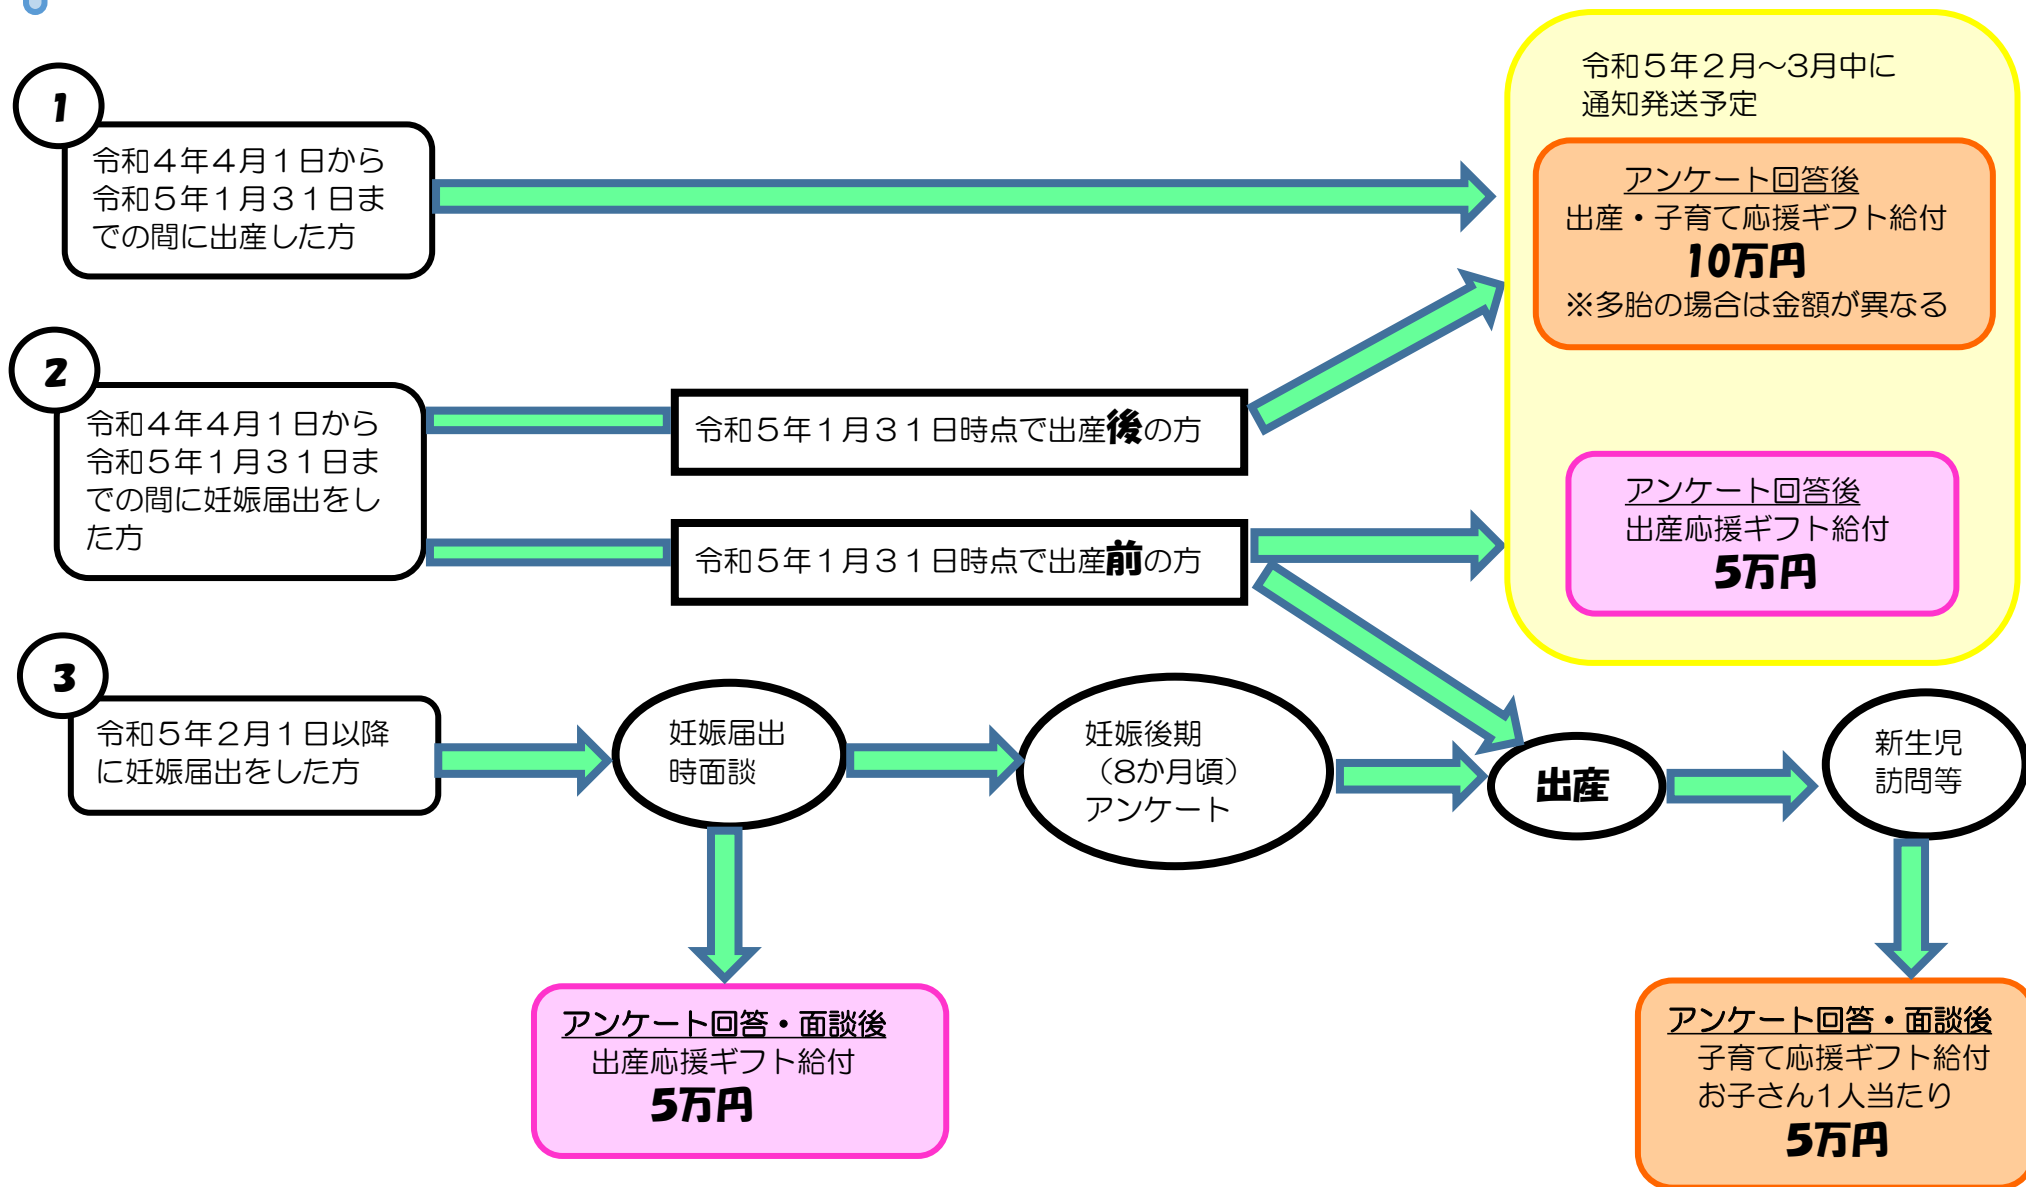 1
令和４年４月１日から
令和５年１月３１日ま
での間に出産した方
令和５年２月～3月中に
通知発送予定
アンケート回答後
出産・子育て応援ギフト給付
10万円
※多胎の場合は金額が異なる
2
令和４年４月１日から
令和５年１月３１日ま
での間に妊娠届出をし
た方
令和５年１月３１日時点で出産後の方
令和５年１月３１日時点で出産前の方
アンケート回答後
出産応援ギフト給付
5万円
3
令和５年２月１日以降
に妊娠届出をした方
妊娠届出
時面談
妊娠後期
（8か月頃）
アンケート
出産
新生児
訪問等
アンケート回答・面談後
出産応援ギフト給付
5万円
アンケート回答・面談後
子育て応援ギフト給付
お子さん1人当たり
5万円